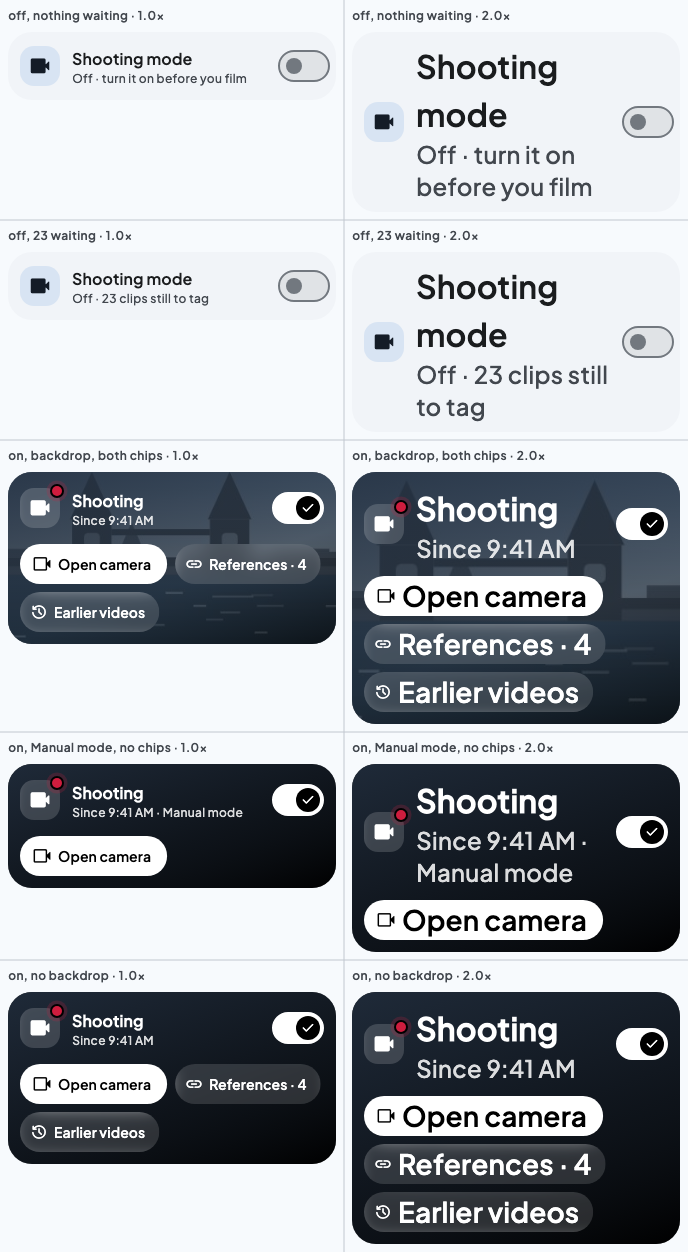 off, nothing waiting · 1.0×
Shooting mode
Off · turn it on before you film
off, nothing waiting · 2.0×
Shooting
mode
Off · turn it on
before you film
off, 23 waiting · 1.0×
Shooting mode
Off · 23 clips still to tag
off, 23 waiting · 2.0×
Shooting
mode
Off · 23 clips still
to tag
on, backdrop, both chips · 1.0×
Shooting
Since 9:41 AM
Open camera
References · 4
Earlier videos
on, backdrop, both chips · 2.0×
Shooting
Since 9:41 AM
Open camera
References · 4
Earlier videos
on, Manual mode, no chips · 1.0×
Shooting
Since 9:41 AM · Manual mode
Open camera
on, Manual mode, no chips · 2.0×
Shooting
Since 9:41 AM ·
Manual mode
Open camera
on, no backdrop · 1.0×
Shooting
Since 9:41 AM
Open camera
References · 4
Earlier videos
on, no backdrop · 2.0×
Shooting
Since 9:41 AM
Open camera
References · 4
Earlier videos